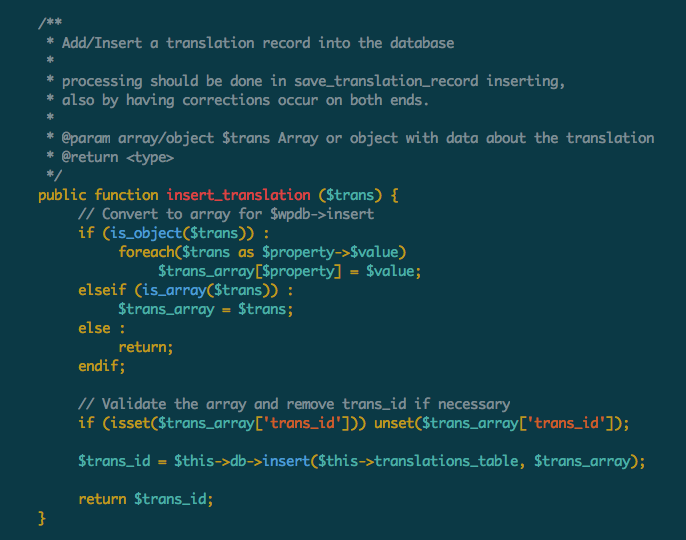 /**
 * Add/Insert a translation record into the database
 *
 * processing should be done in save_translation_record inserting,
 * also by having corrections occur on both ends.
 *
 * @param array/object $trans Array or object with data about the translation
 * @return <type>
 */
public function insert_translation ($trans) {
     // Convert to array for $wpdb->insert
     if (is_object($trans)) :
          foreach($trans as $property->$value)
               $trans_array[$property] = $value;
     elseif (is_array($trans)) :
          $trans_array = $trans;
     else :
          return;
     endif;

     // Validate the array and remove trans_id if necessary
     if (isset($trans_array['trans_id'])) unset($trans_array['trans_id']);

     $trans_id = $this->db->insert($this->translations_table, $trans_array);

     return $trans_id;
}